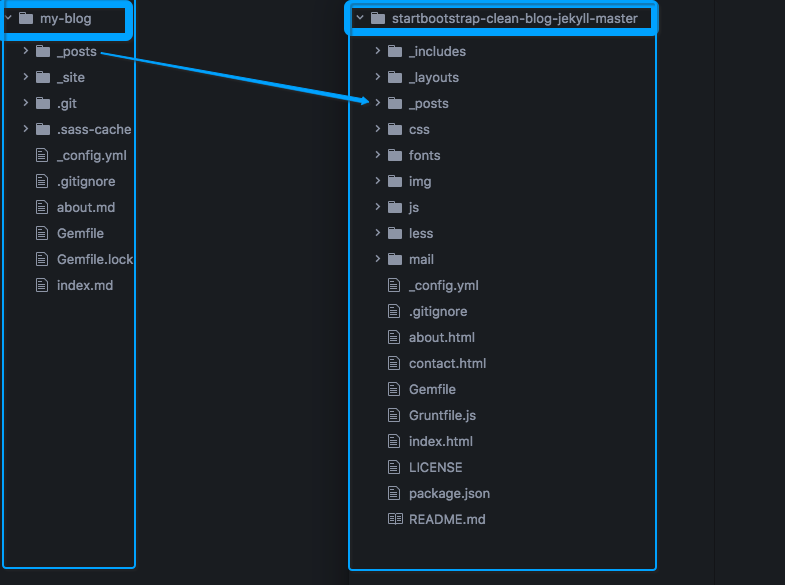 my-blog
_posts
_site
.git
.sass-cache
_config.yml
.gitignore
about.md
Gemfile
Gemfile.lock
index.md
startbootstrap-clean-blog-jekyll-master
_includes
_layouts
_posts
css
fonts
img
js
less
mail
_config.yml
.gitignore
about.html
contact.html
Gemfile
Gruntfile.js
index.html
LICENSE
package.json
README.md